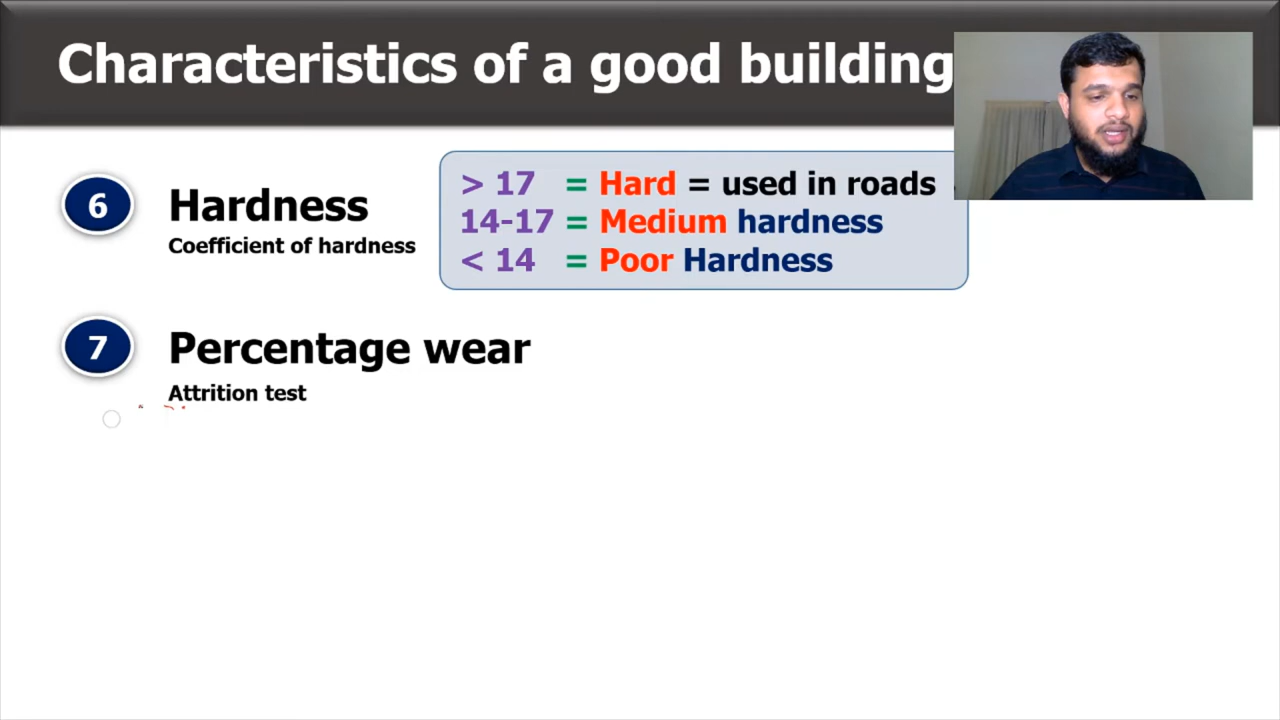 Characteristics of a good building
6
Hardness
Coefficient of hardness
> 17 = Hard = used in roads
14-17 = Medium hardness
< 14 = Poor Hardness
7
Percentage wear
Attrition test